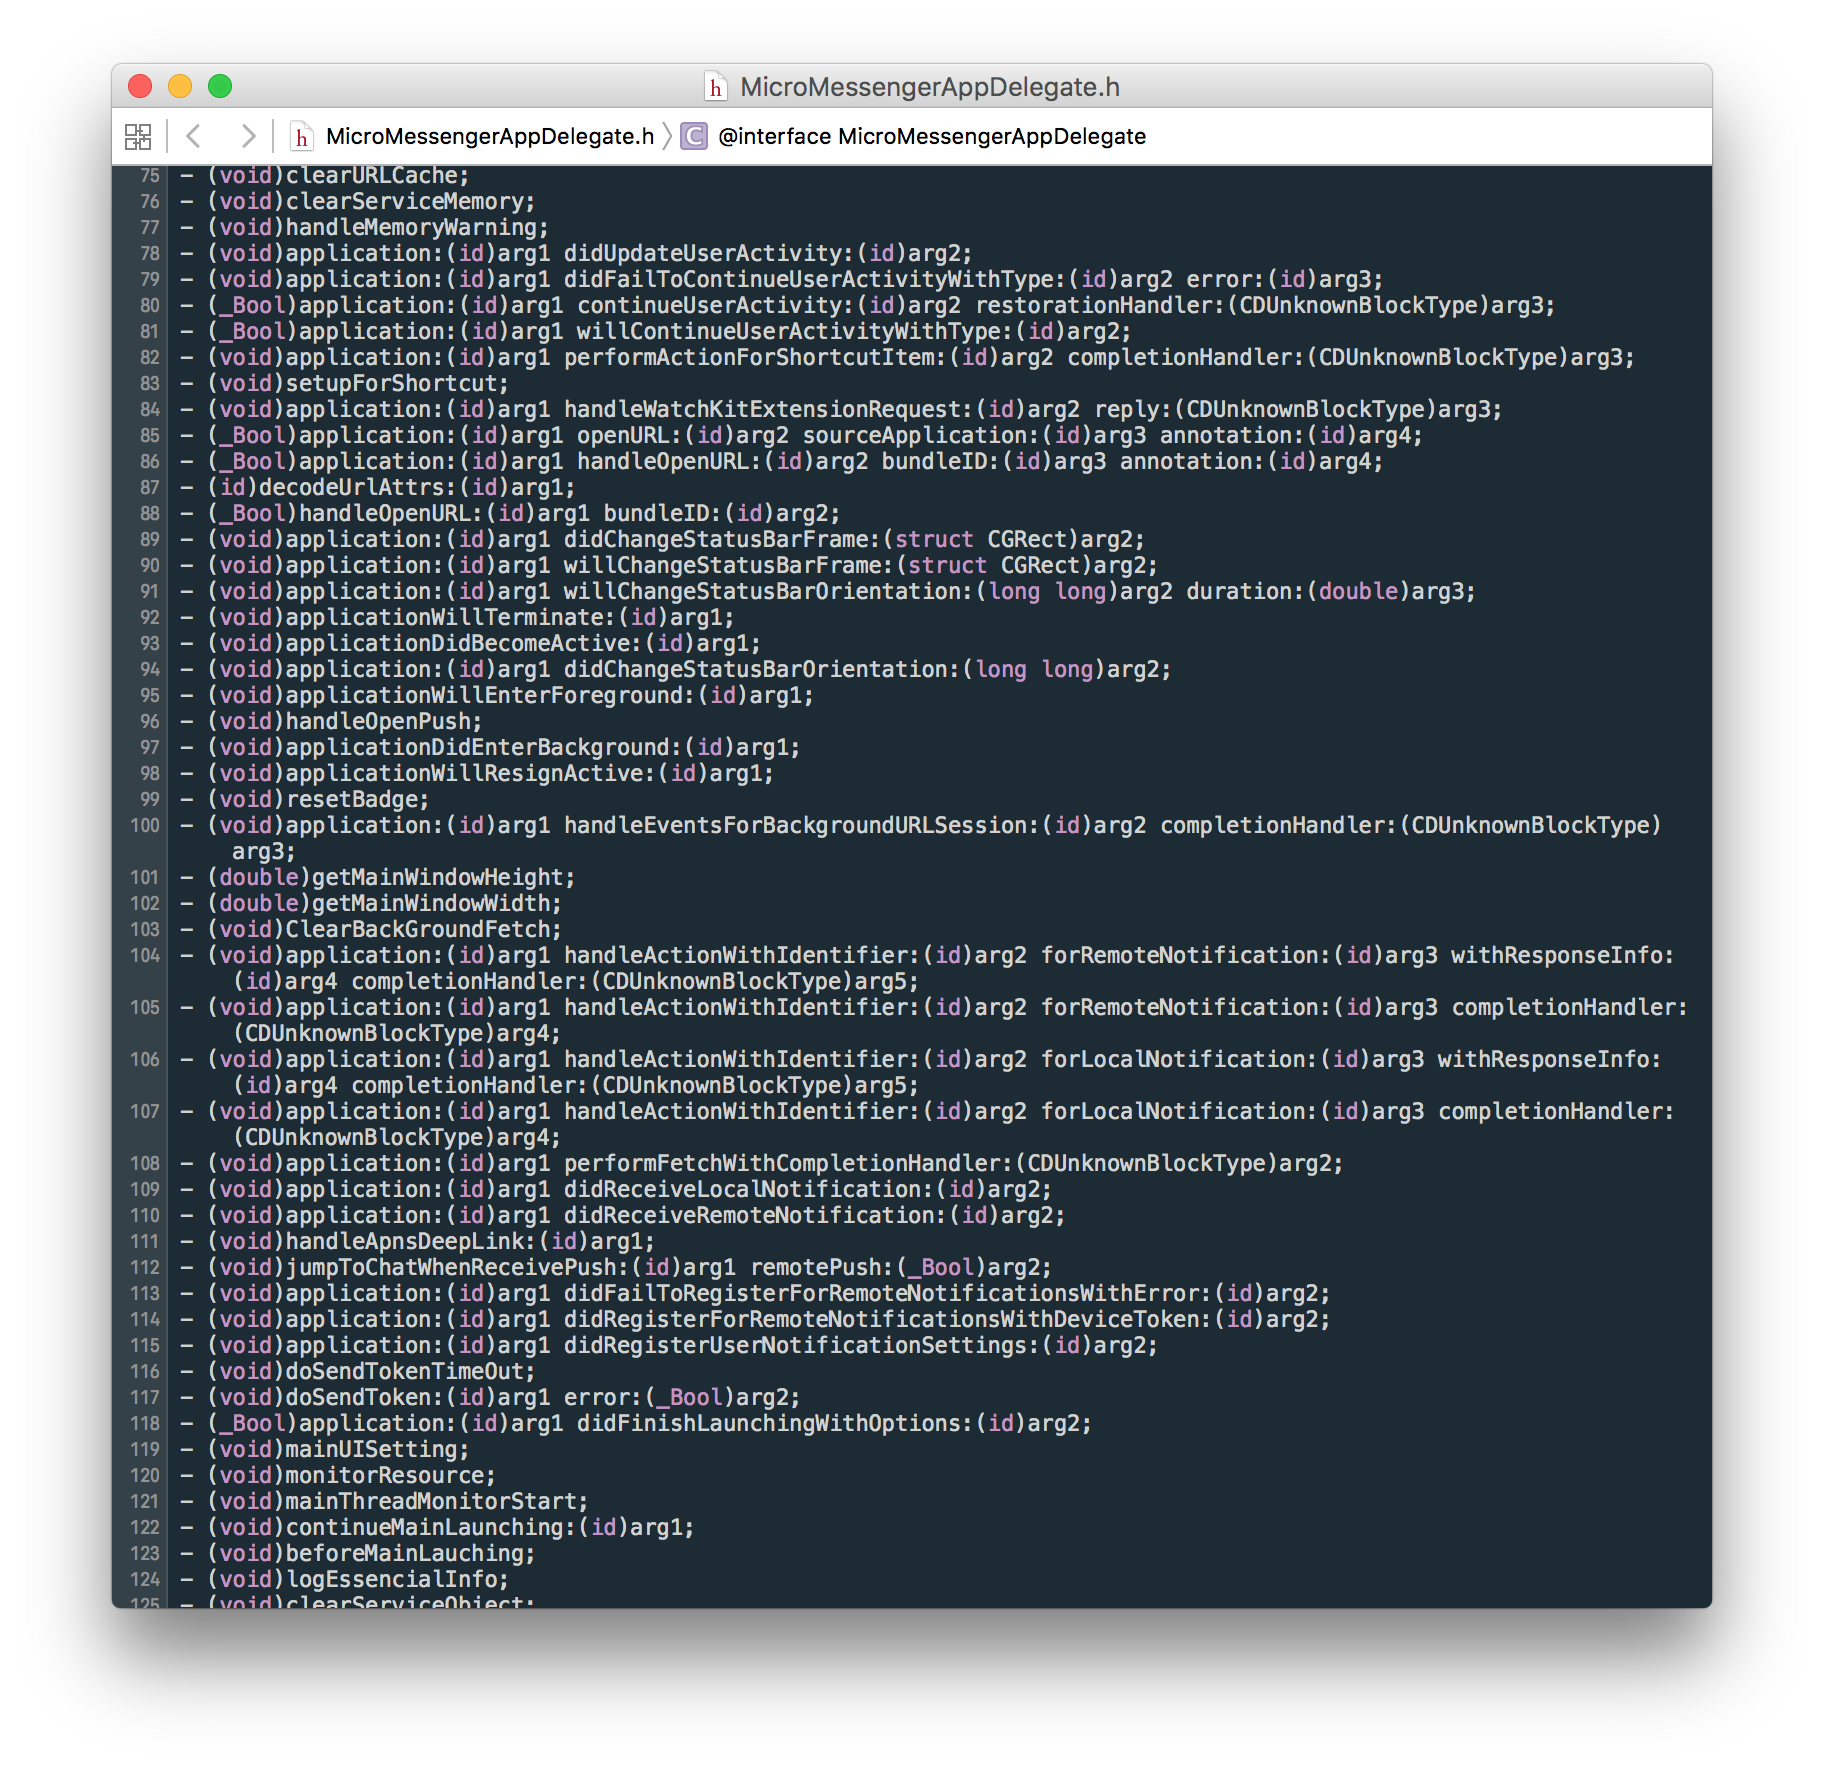 MicroMessengerAppDelegate.h
MicroMessengerAppDelegate.h @interface MicroMessengerAppDelegate
75 - (void)clearURLCache;
76 - (void)clearServiceMemory;
77 - (void)handleMemoryWarning;
78 - (void)application:(id)arg1 didUpdateUserActivity:(id)arg2;
79 - (void)application:(id)arg1 didFailToContinueUserActivityWithType:(id)arg2 error:(id)arg3;
80 - (_Bool)application:(id)arg1 continueUserActivity:(id)arg2 restorationHandler:(CDUnknownBlockType)arg3;
81 - (_Bool)application:(id)arg1 willContinueUserActivityWithType:(id)arg2;
82 - (void)application:(id)arg1 performActionForShortcutItem:(id)arg2 completionHandler:(CDUnknownBlockType)arg3;
83 - (void)setupForShortcut;
84 - (void)application:(id)arg1 handleWatchKitExtensionRequest:(id)arg2 reply:(CDUnknownBlockType)arg3;
85 - (_Bool)application:(id)arg1 openURL:(id)arg2 sourceApplication:(id)arg3 annotation:(id)arg4;
86 - (_Bool)application:(id)arg1 handleOpenURL:(id)arg2 bundleID:(id)arg3 annotation:(id)arg4;
87 - (id)decodeUrlAttrs:(id)arg1;
88 - (_Bool)handleOpenURL:(id)arg1 bundleID:(id)arg2;
89 - (void)application:(id)arg1 didChangeStatusBarFrame:(struct CGRect)arg2;
90 - (void)application:(id)arg1 willChangeStatusBarFrame:(struct CGRect)arg2;
91 - (void)application:(id)arg1 willChangeStatusBarOrientation:(long long)arg2 duration:(double)arg3;
92 - (void)applicationWillTerminate:(id)arg1;
93 - (void)applicationDidBecomeActive:(id)arg1;
94 - (void)application:(id)arg1 didChangeStatusBarOrientation:(long long)arg2;
95 - (void)applicationWillEnterForeground:(id)arg1;
96 - (void)handleOpenPush;
97 - (void)applicationDidEnterBackground:(id)arg1;
98 - (void)applicationWillResignActive:(id)arg1;
99 - (void)resetBadge;
100 - (void)application:(id)arg1 handleEventsForBackgroundURLSession:(id)arg2 completionHandler:(CDUnknownBlockType)
arg3;
101 - (double)getMainWindowHeight;
102 - (double)getMainWindowWidth;
103 - (void)ClearBackGroundFetch;
104 - (void)application:(id)arg1 handleActionWithIdentifier:(id)arg2 forRemoteNotification:(id)arg3 withResponseInfo:
(id)arg4 completionHandler:(CDUnknownBlockType)arg5;
105 - (void)application:(id)arg1 handleActionWithIdentifier:(id)arg2 forRemoteNotification:(id)arg3 completionHandler:
(CDUnknownBlockType)arg4;
106 - (void)application:(id)arg1 handleActionWithIdentifier:(id)arg2 forLocalNotification:(id)arg3 withResponseInfo:
(id)arg4 completionHandler:(CDUnknownBlockType)arg5;
107 - (void)application:(id)arg1 handleActionWithIdentifier:(id)arg2 forLocalNotification:(id)arg3 completionHandler:
(CDUnknownBlockType)arg4;
108 - (void)application:(id)arg1 performFetchWithCompletionHandler:(CDUnknownBlockType)arg2;
109 - (void)application:(id)arg1 didReceiveLocalNotification:(id)arg2;
110 - (void)application:(id)arg1 didReceiveRemoteNotification:(id)arg2;
111 - (void)handleApnsDeepLink:(id)arg1;
112 - (void)jumpToChatWhenReceivePush:(id)arg1 remotePush:(_Bool)arg2;
113 - (void)application:(id)arg1 didFailToRegisterForRemoteNotificationsWithError:(id)arg2;
114 - (void)application:(id)arg1 didRegisterForRemoteNotificationsWithDeviceToken:(id)arg2;
115 - (void)application:(id)arg1 didRegisterUserNotificationSettings:(id)arg2;
116 - (void)doSendTokenTimeOut;
117 - (void)doSendToken:(id)arg1 error:(_Bool)arg2;
118 - (_Bool)application:(id)arg1 didFinishLaunchingWithOptions:(id)arg2;
119 - (void)mainUISetting;
120 - (void)monitorResource;
121 - (void)mainThreadMonitorStart;
122 - (void)continueMainLaunching:(id)arg1;
123 - (void)beforeMainLauching;
124 - (void)logEssencialInfo;
125 - (void)clearServiceObject;